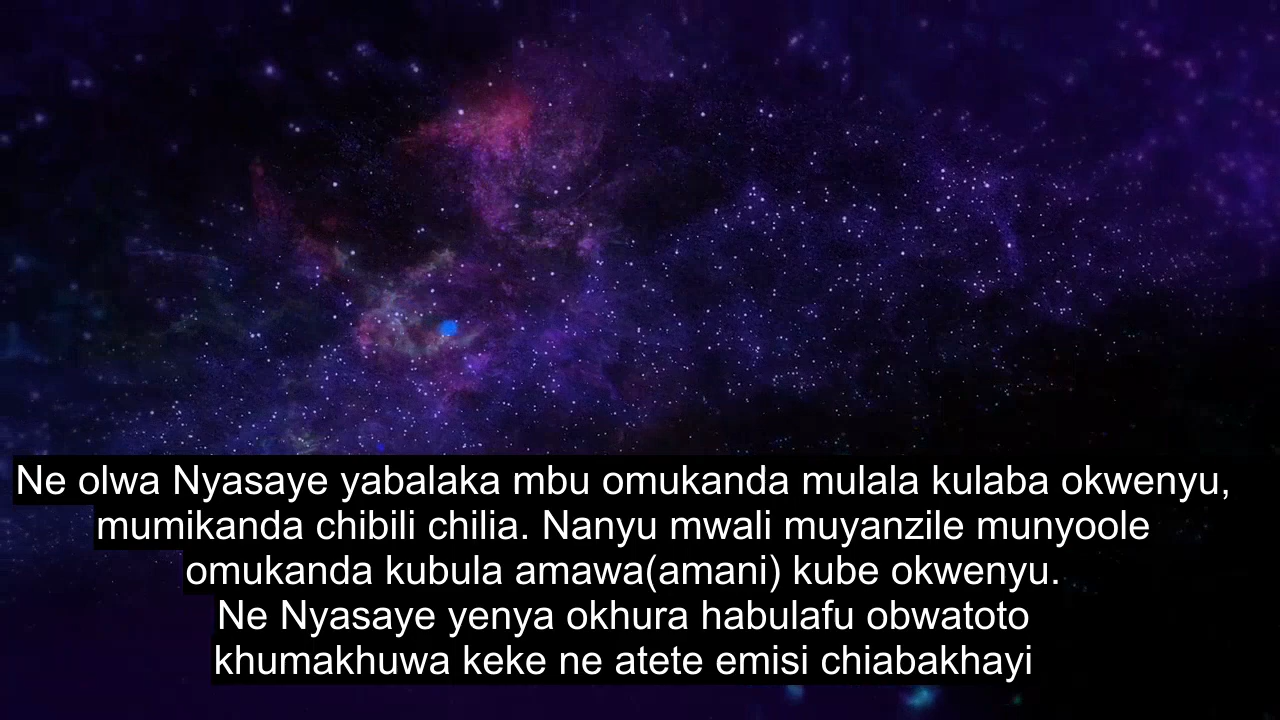 Ne olwa Nyasaye yabalaka mbu omukanda mulala kulaba okwenyu,
mumikanda chibili chilia. Nanyu mwali muyanzile munyoole
omukanda kubula amawa(amani) kube okwenyu.
Ne Nyasaye yenya okhura habulafu obwatoto
khumakhuwa keke ne atete emisi chiabakhayi